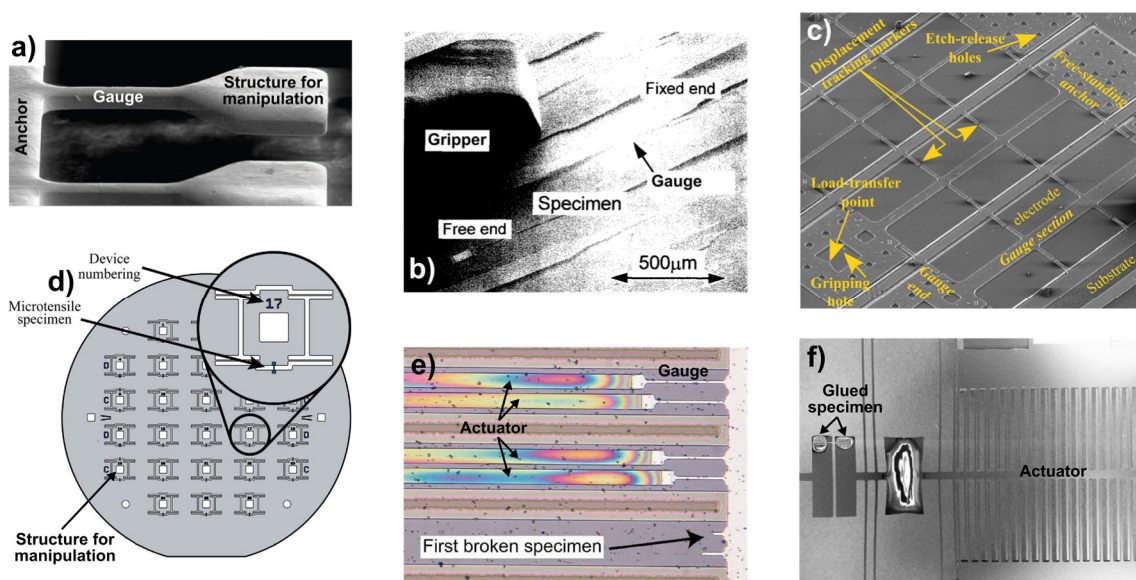 a)
Anchor
Gauge
Structure for
manipulation
b)
Gripper
Free end
Specimen
Fixed end
Gauge
500μm
c)
Displacement
tracking markers
Etch-release
holes
Free-standing
anchor
Load-transfer
point
Gripping
hole
Gauge
end
Gauge section
electrode
Substrate
d)
Device
numbering
Microtensile
specimen
17
D
C
D
C
D
C
Structure for
manipulation
e)
Gauge
Actuator
First broken specimen
f)
Glued
specimen
Actuator